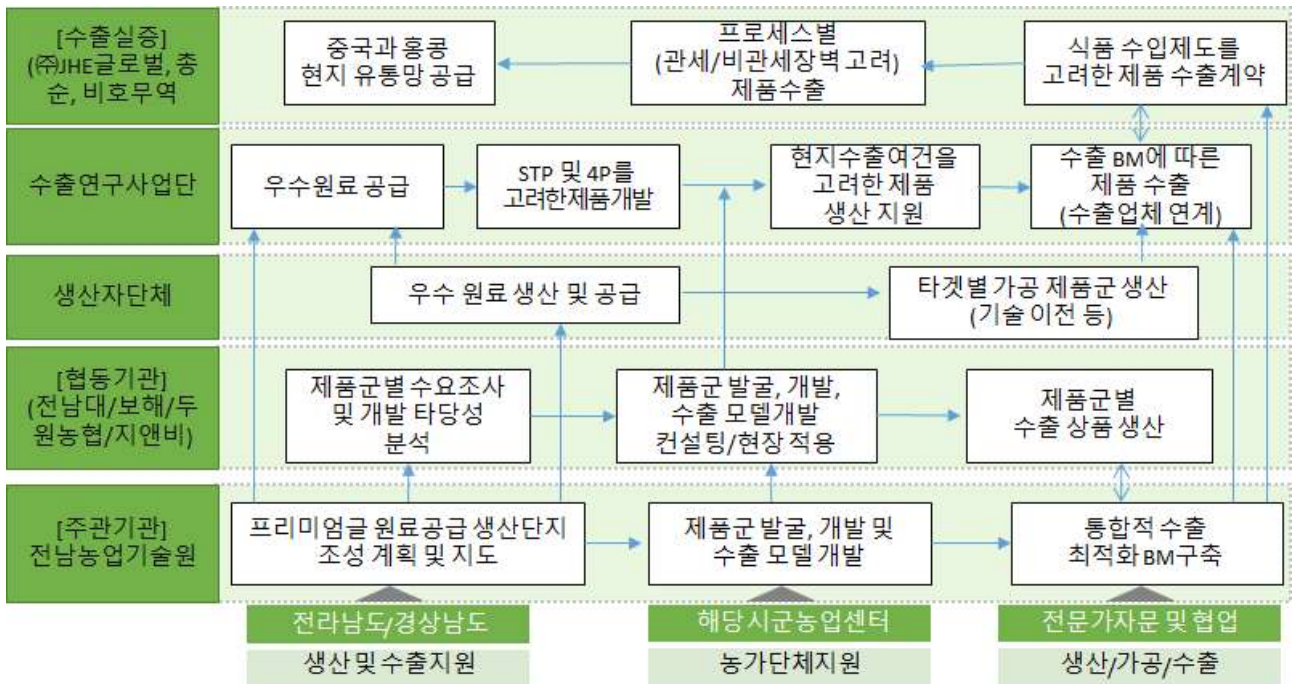 [수출실증]
(㈜JHE글로벌, 총
순, 비호무역
중국과 홍콩
현지 유통망 공급
프로세스별
(관세/비관세장벽 고려)
제품수출
식품 수입제도를
고려한 제품 수출계약
수출연구사업단
우수원료 공급
STP 및 4P를
고려한제품개발
현지수출여건을
고려한 제품
생산 지원
수출 BM에 따른
제품 수출
(수출업체 연계)
생산자단체
우수 원료 생산 및 공급
타겟별 가공 제품군 생산
(기술 이전 등)
[협동기관]
(전남대/보해/두
원농협/지앤비)
제품군별 수요조사
및 개발 타당성
분석
제품군 발굴, 개발,
수출 모델개발
컨설팅/현장 적용
제품군별
수출 상품 생산
[주관기관]
전남농업기술원
프리미엄글 원료공급 생산단지
조성 계획 및 지도
제품군 발굴, 개발 및
수출 모델 개발
통합적 수출
최적화 BM구축
전라남도/경상남도
생산 및 수출지원
해당시군농업센터
농가단체지원
전문가자문 및 협업
생산/가공/수출